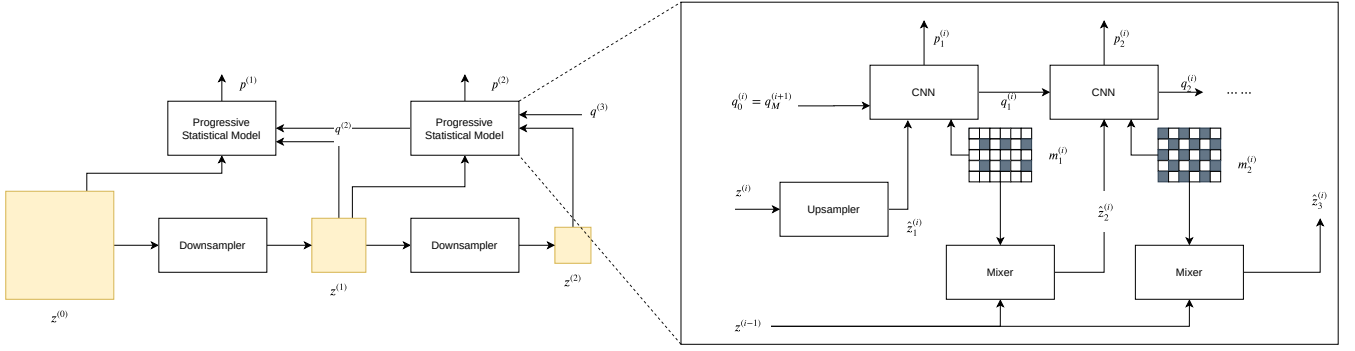 p^{(1)}
p^{(2)}
Progressive
Statistical Model
Progressive
Statistical Model
q^{(2)}
q^{(3)}
Downsampler
Downsampler
z^{(0)}
z^{(1)}
z^{(2)}
p_1^{(i)}
p_2^{(i)}
q_0^{(i)} = q_M^{(i+1)}
CNN
q_1^{(i)}
CNN
q_2^{(i)}
... ...
m_1^{(i)}
m_2^{(i)}
z^{(i)}
Upsampler
ẑ_1^{(i)}
ẑ_2^{(i)}
ẑ_3^{(i)}
Mixer
Mixer
z^{(i-1)}